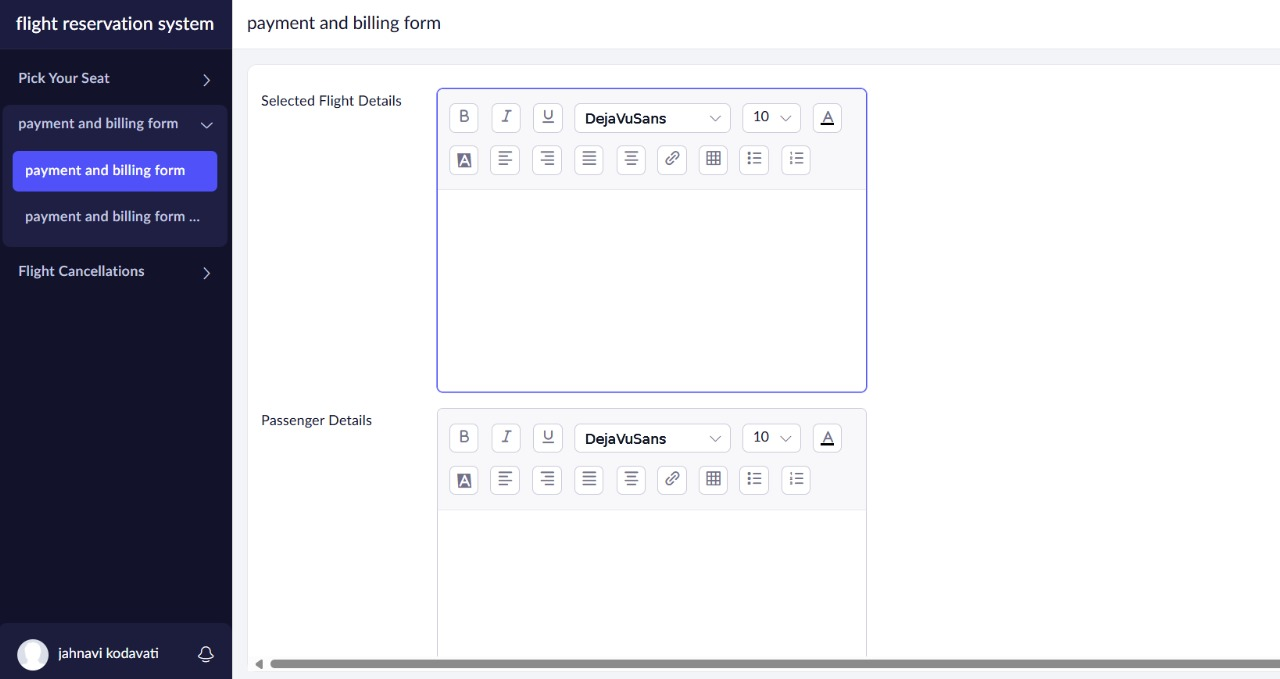 flight reservation system
payment and billing form
Pick Your Seat
payment and billing form
payment and billing form
payment and billing form ...
Flight Cancellations
jahnavi kodavati
Selected Flight Details
B I U DejaVuSans 10 A
A
Passenger Details
B I U DejaVuSans 10 A
A